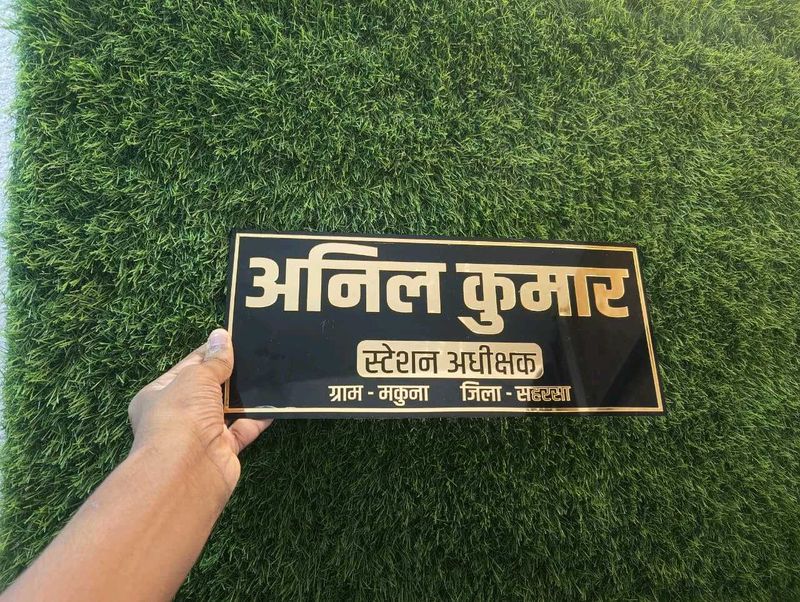 अनिल कुमार
स्टेशन अधीक्षक
ग्राम - मकुना जिला - सहरसा